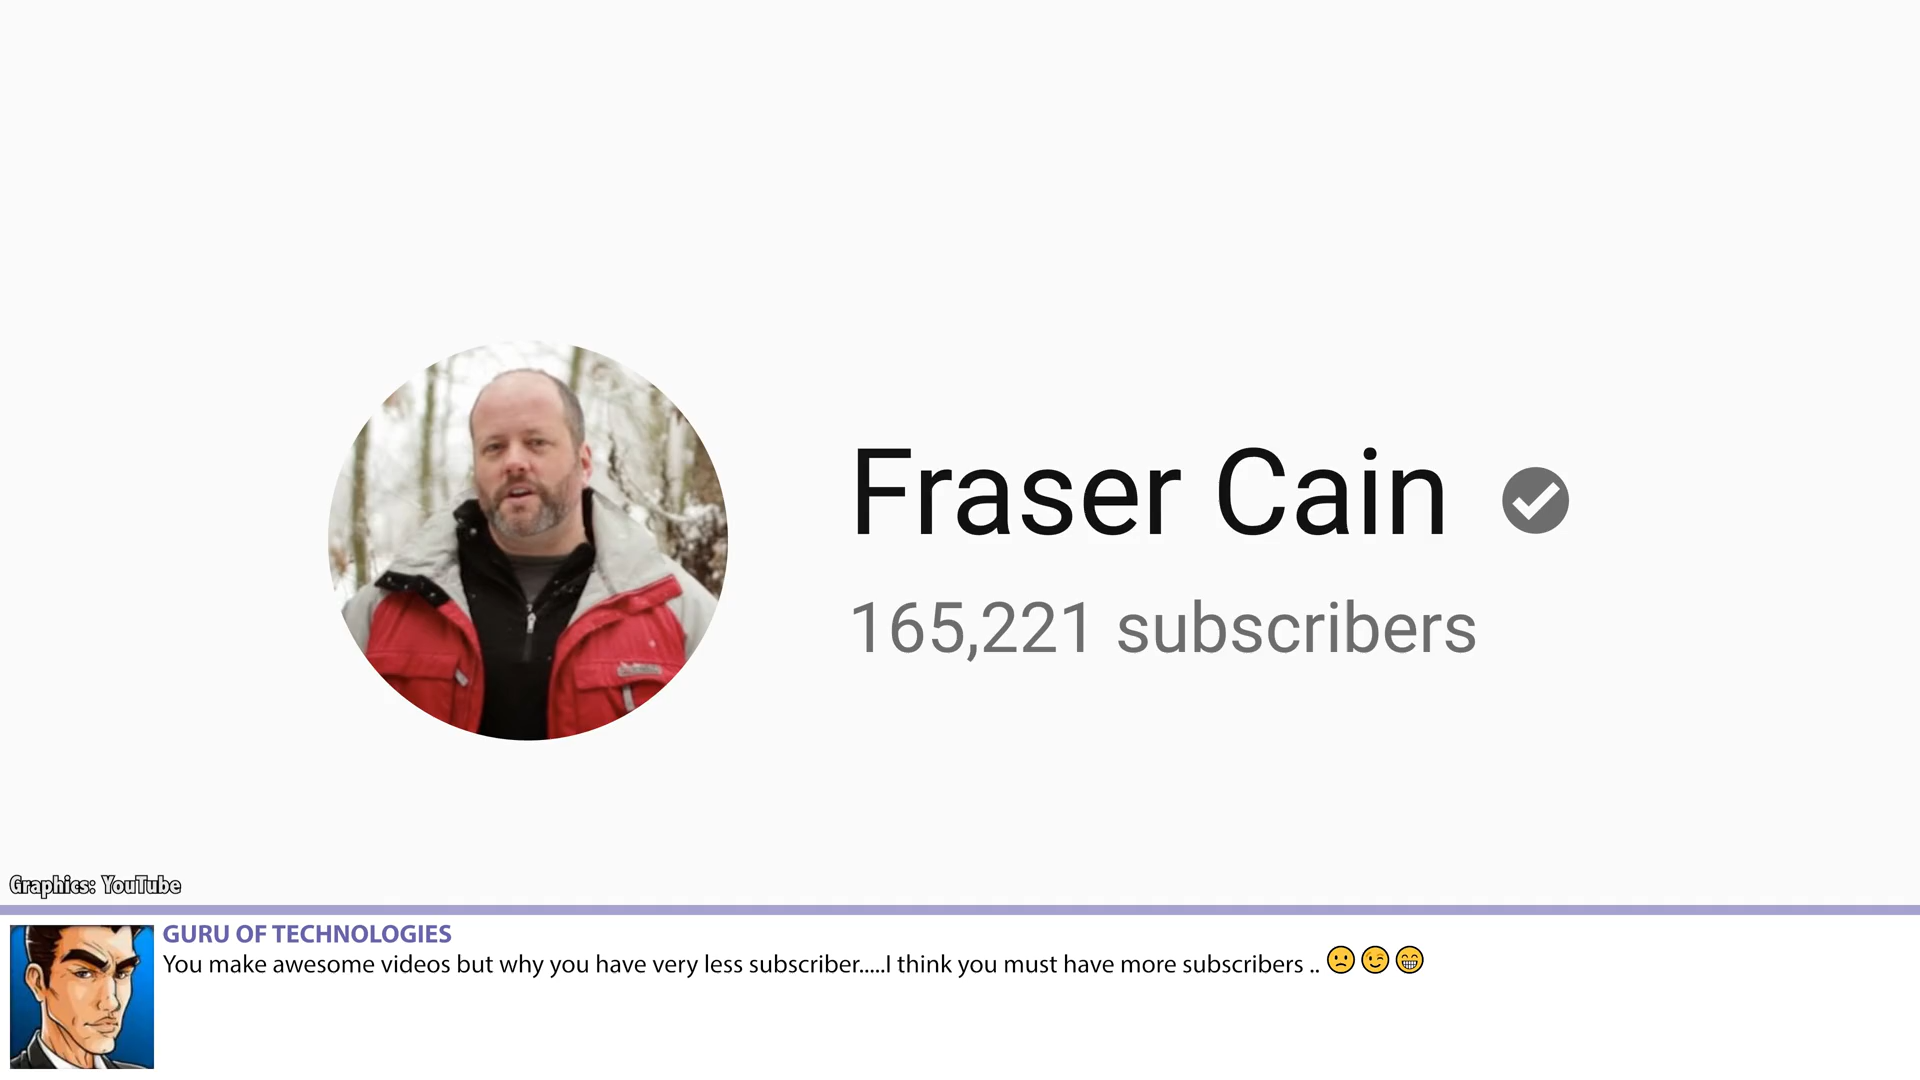 Fraser Cain
165,221 subscribers
Graphics: YouTube
GURU OF TECHNOLOGIES
You make awesome videos but why you have very less subscriber.....I think you must have more subscribers .. 🙁😉😁